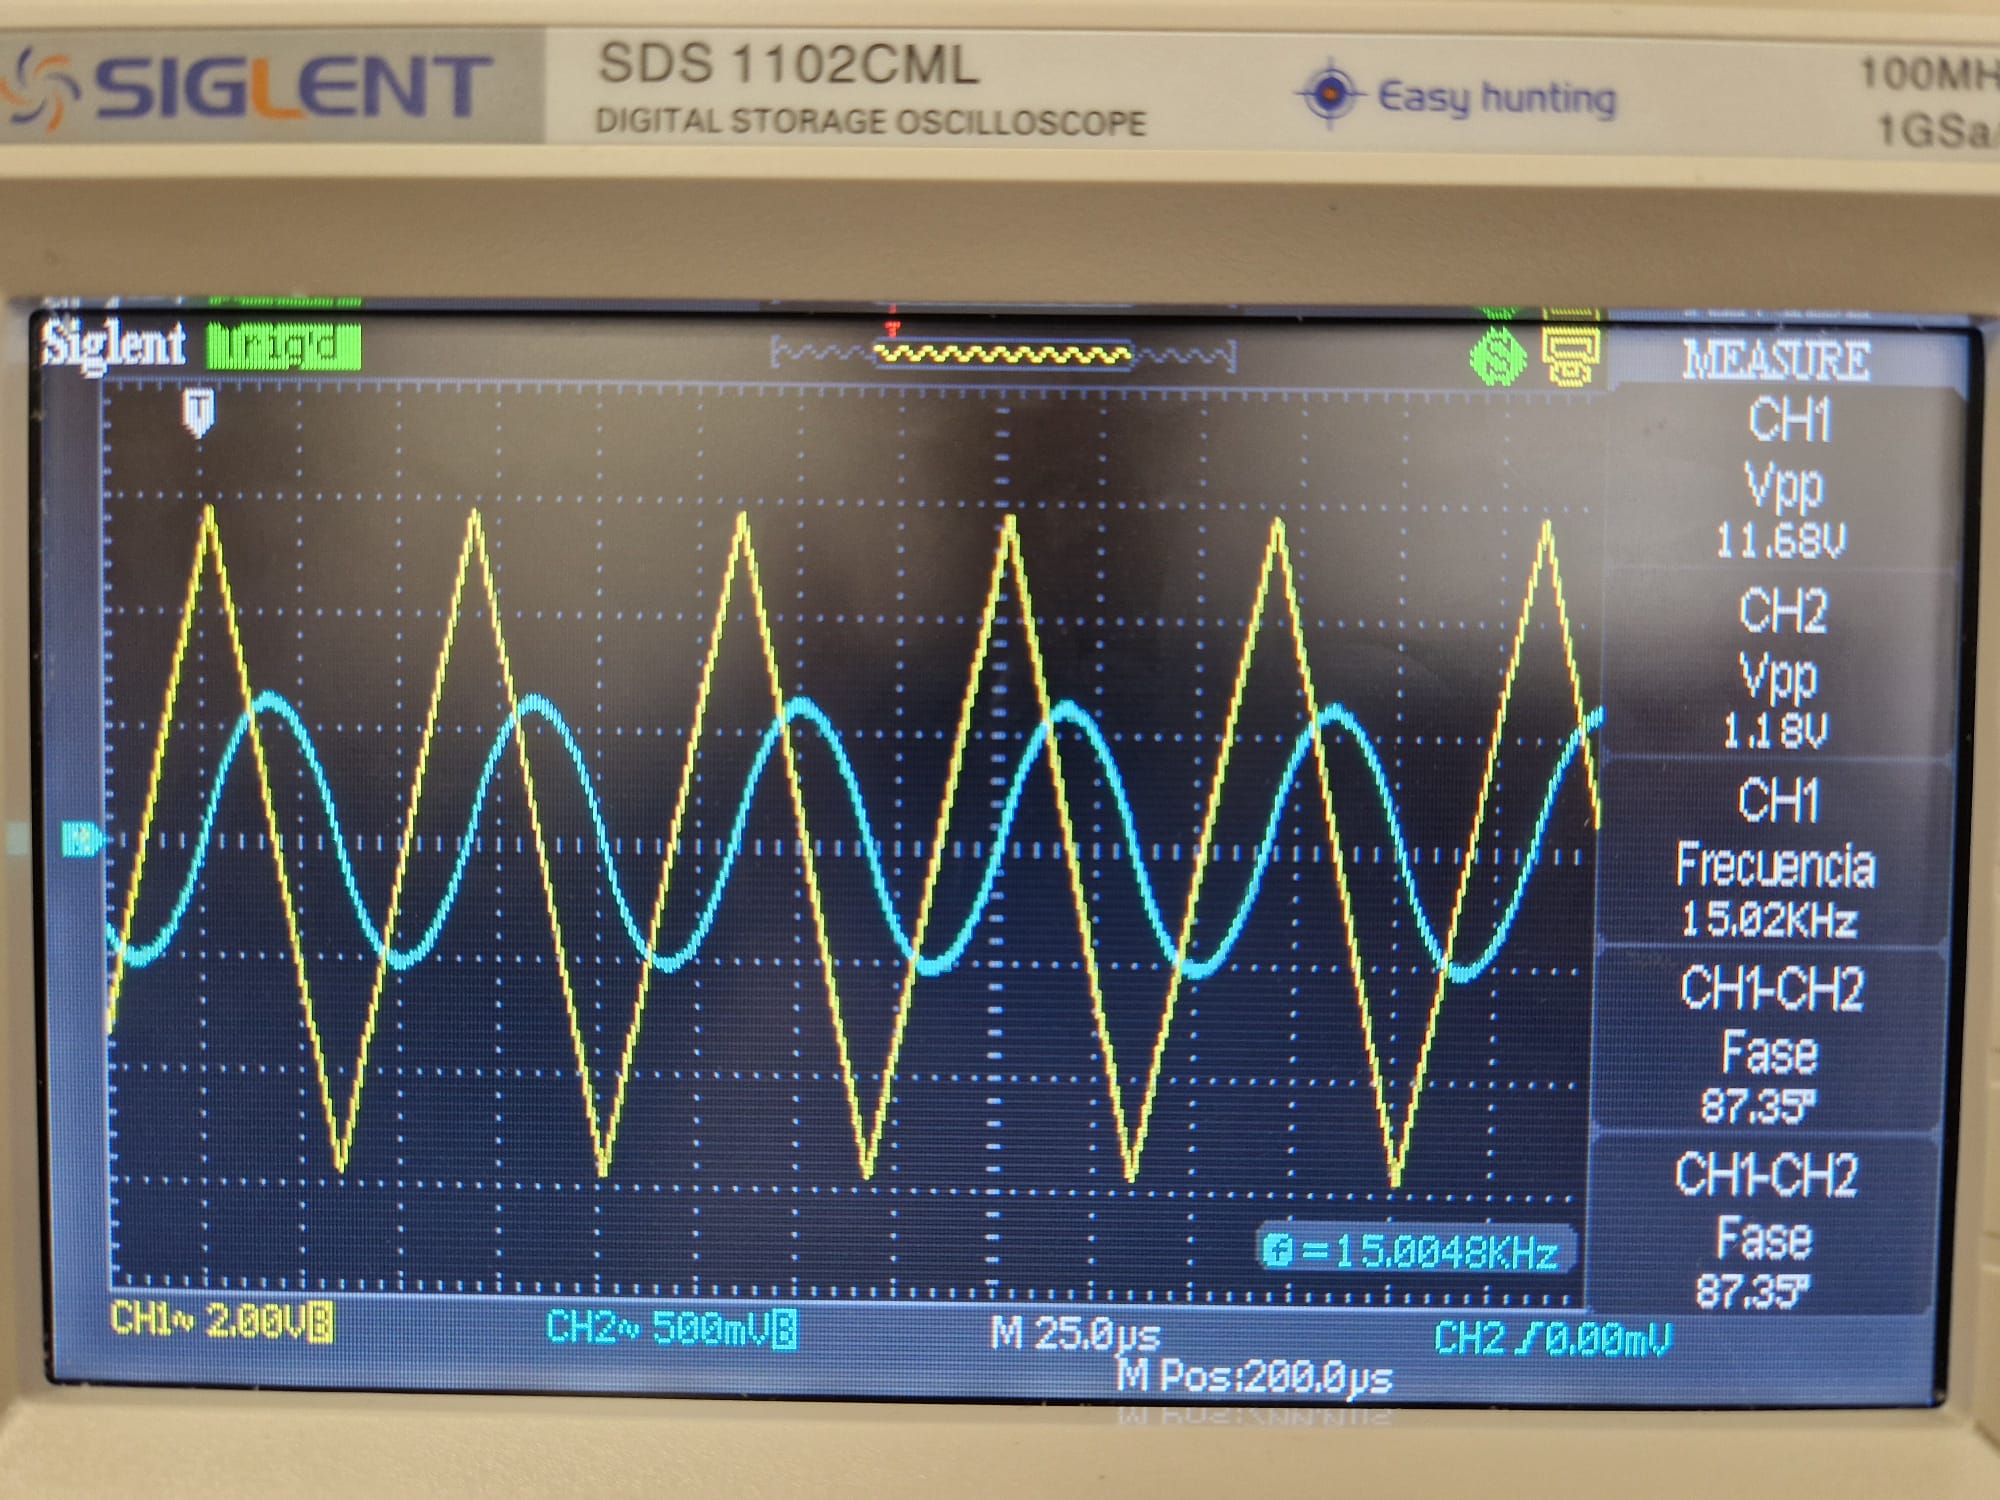 SIGLENT
SDS 1102CML
DIGITAL STORAGE OSCILLOSCOPE
Easy hunting
100MH
1GSa/
Siglent
Trig'd
MEASURE
CH1
Vpp
11.68V
CH2
Vpp
1.18V
CH1
Frecuencia
15.02KHz
CH1-CH2
Fase
87.35º
CH1-CH2
Fase
87.35º
f = 15.0048KHz
CH1~ 2.00V B
CH2~ 500mV B
M 25.0µs
CH2 ƒ 0.00mV
M Pos:200.0µs